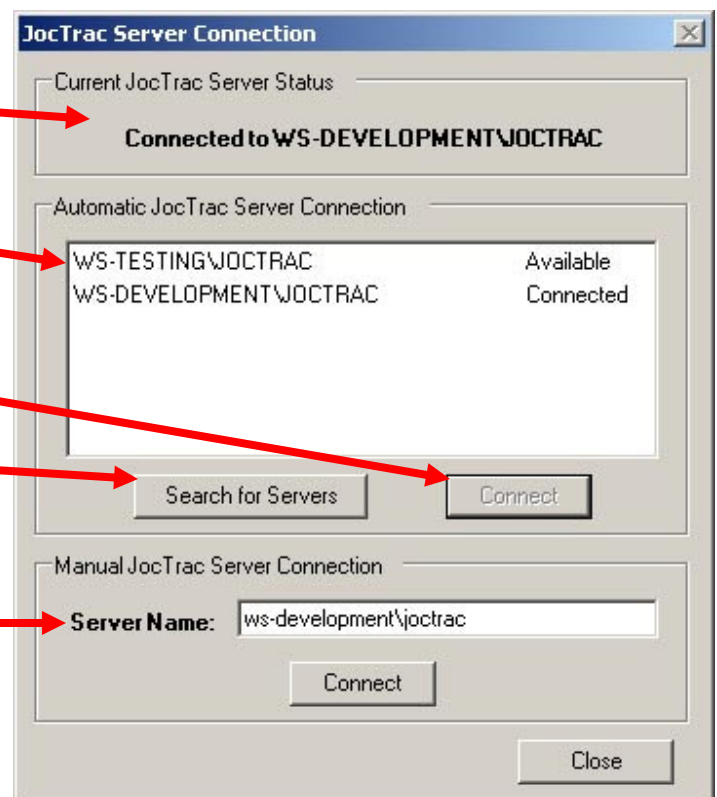 JocTrac Server Connection
Current JocTrac Server Status
Connected to WS-DEVELOPMENT\JOCTRAC
Automatic JocTrac Server Connection
WS-TESTING\JOCTRAC Available
WS-DEVELOPMENT\JOCTRAC Connected
Search for Servers Connect
Manual JocTrac Server Connection
Server Name: ws-development\joctrac
Connect
Close